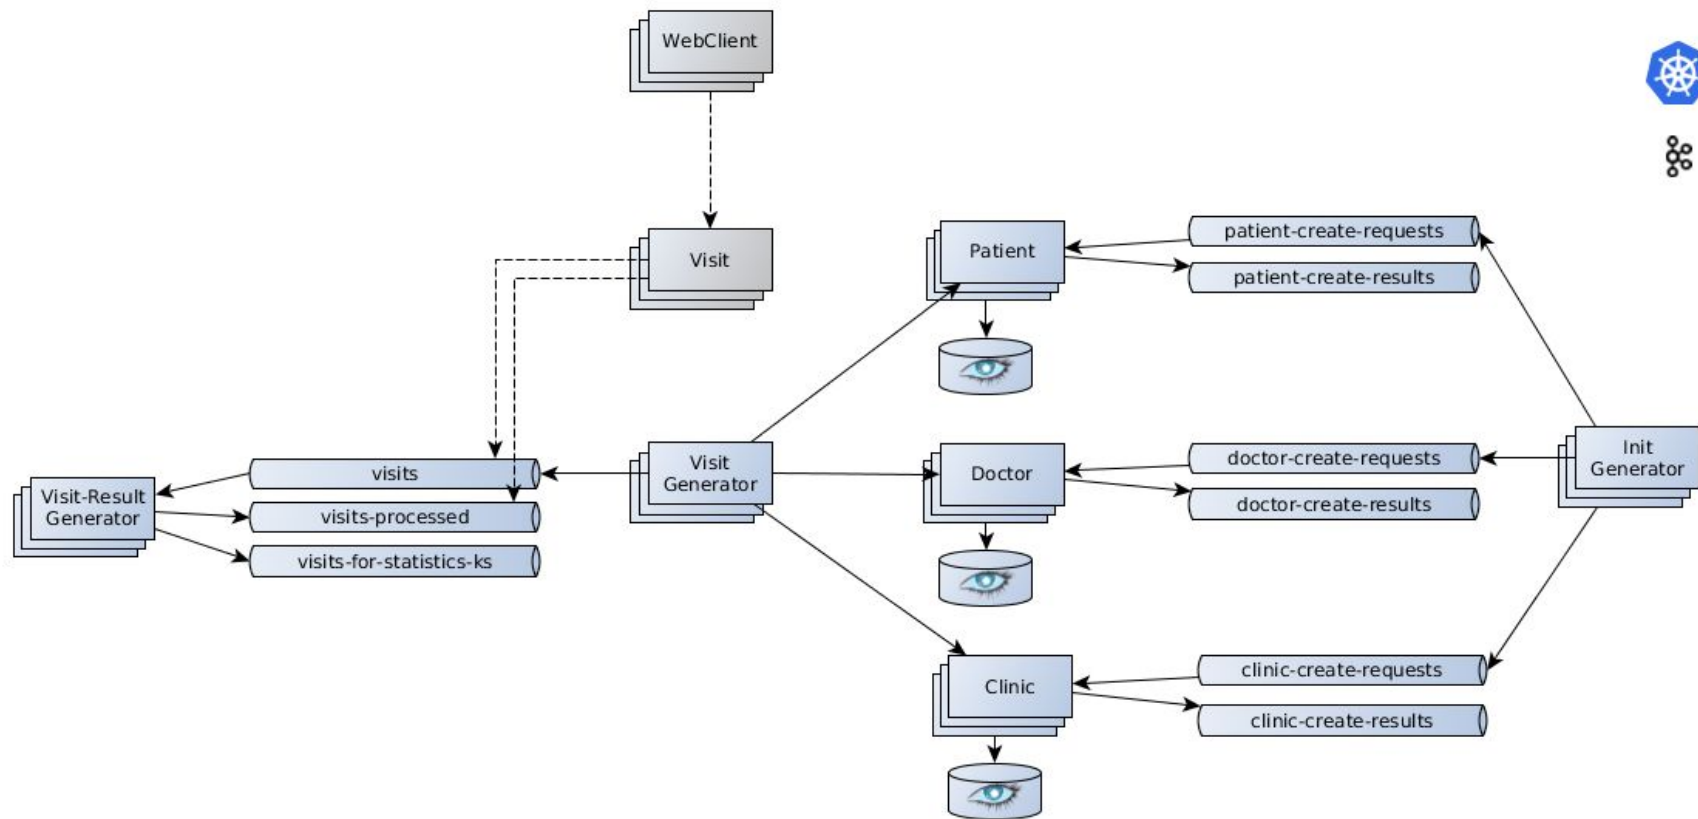 WebClient
Visit
Patient
patient-create-requests
patient-create-results
visits
Visit-Result
Generator
visits-processed
visits-for-statistics-ks
Visit
Generator
Doctor
doctor-create-requests
doctor-create-results
Init
Generator
Clinic
clinic-create-requests
clinic-create-results